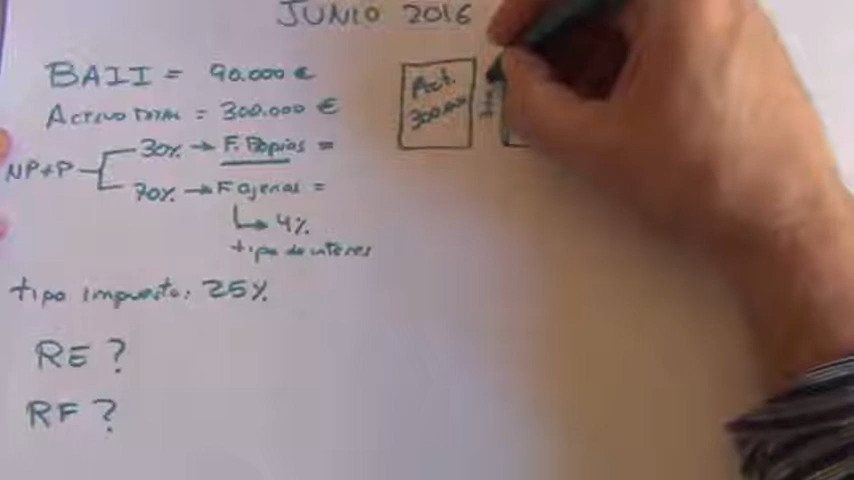 JUNIO 2016
BAII = 90.000 €
ACTIVO TOTAL = 300.000 €
NP+P
30% → F. Propios =
70% → F ajenas =
↳ 4%
tipo de interes
tipo impuesto: 25%
RE ?
RF ?
Act.
300.000